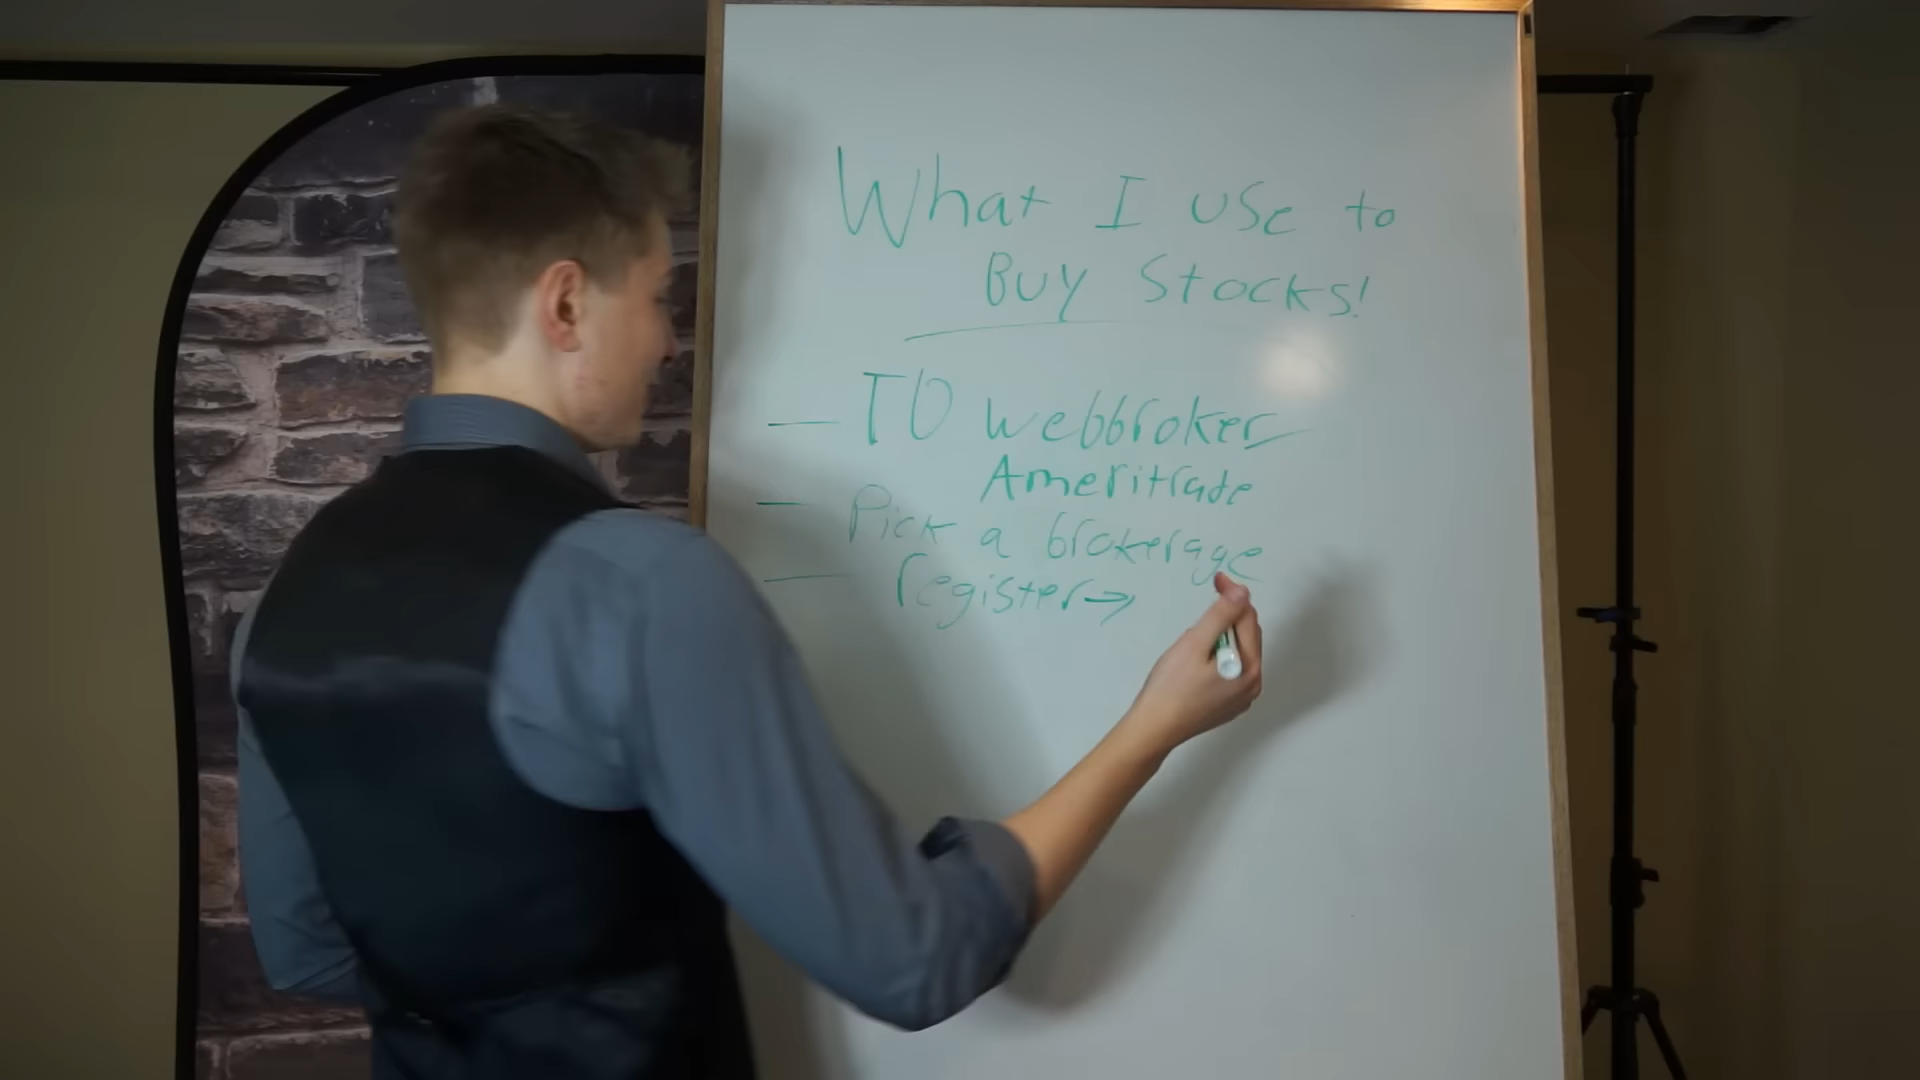 What I use to
Buy Stocks!
— TD Webbroker
Ameritrade
— Pick a brokerage
— register→